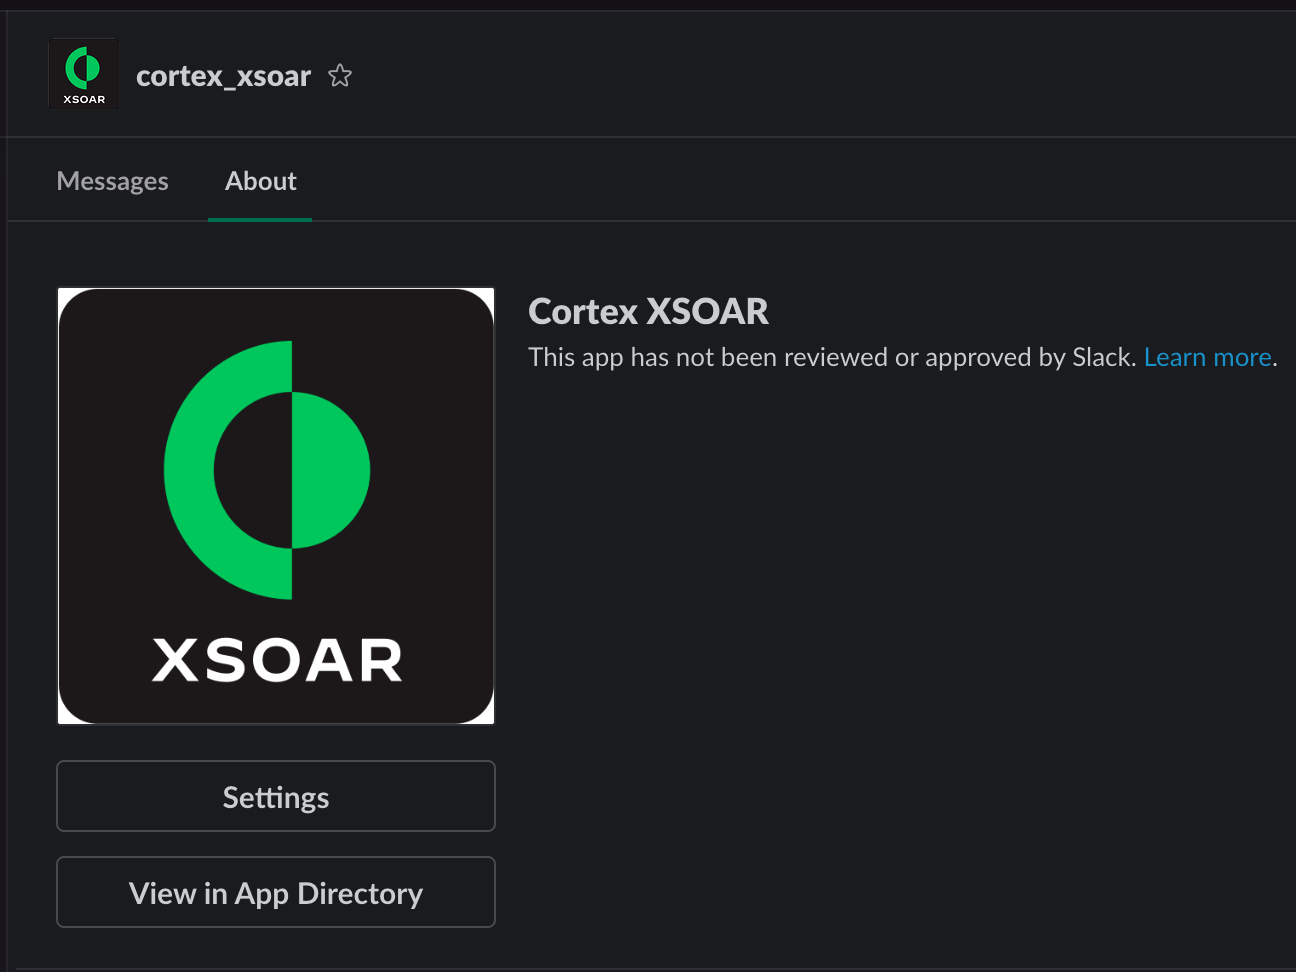 XSOAR
cortex_xsoar
Messages
About
XSOAR
Cortex XSOAR
This app has not been reviewed or approved by Slack. Learn more.
Settings
View in App Directory